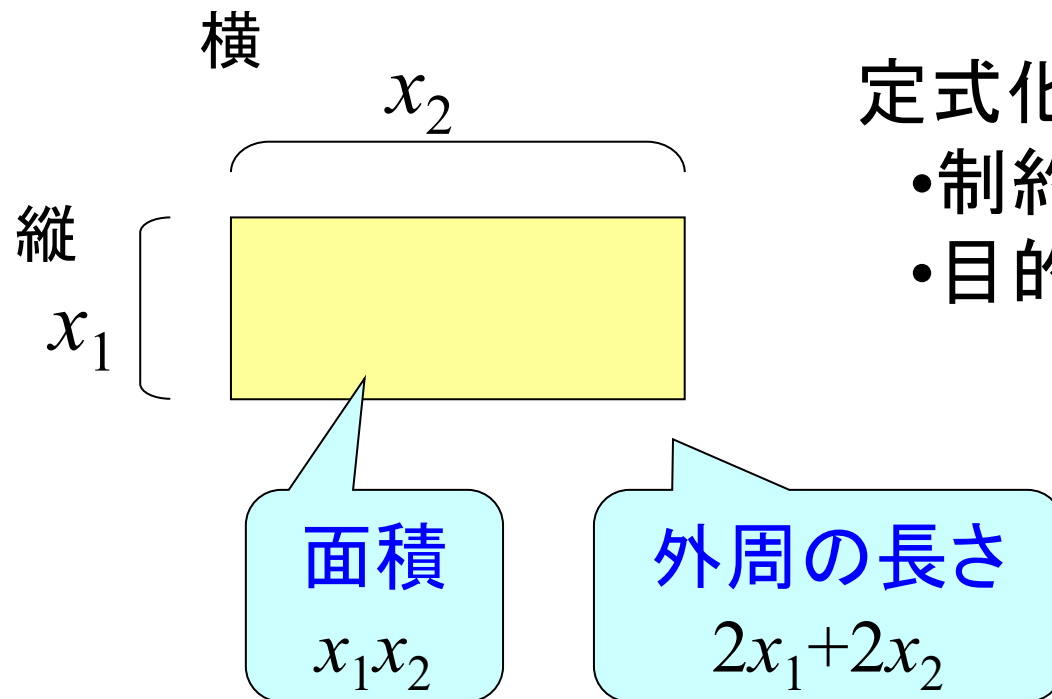 横
x₂
縦
x₁
定式化
•制約
•目的
面積
x₁x₂
外周の長さ
2x₁+2x₂